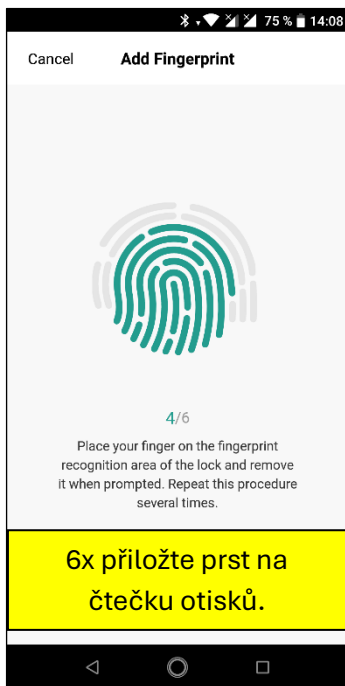 75 % 14:08
Cancel Add Fingerprint
4/6
Place your finger on the fingerprint
recognition area of the lock and remove
it when prompted. Repeat this procedure
several times.
6x přiložte prst na
čtečku otisků.